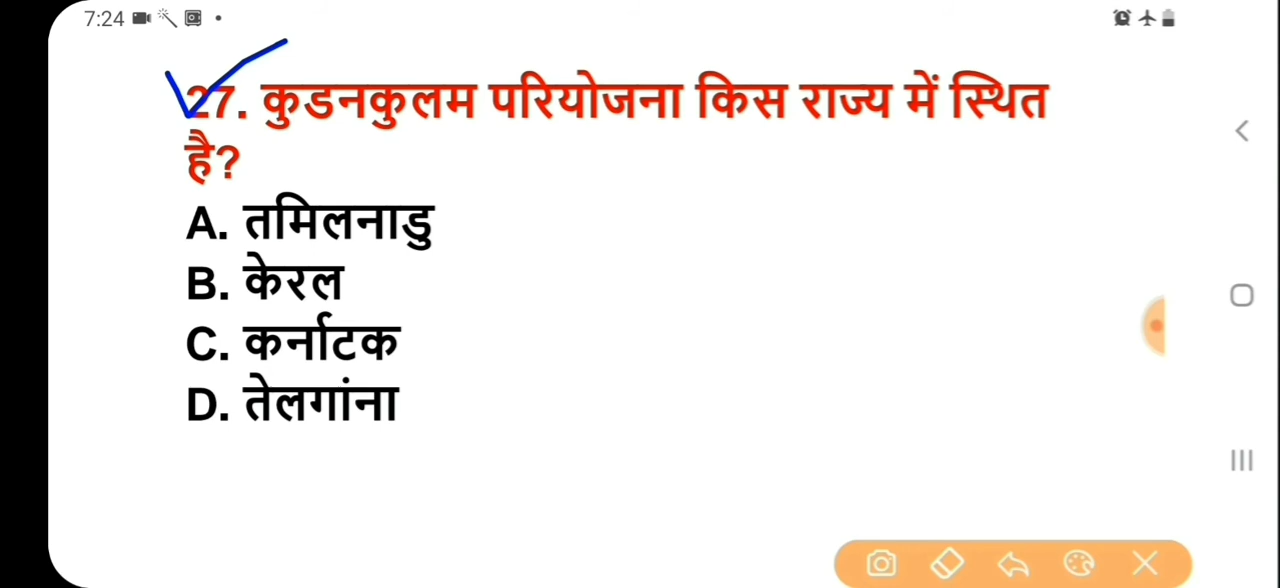 7:24
27. कुडनकुलम परियोजना किस राज्य में स्थित
है?
A. तमिलनाडु
B. केरल
C. कर्नाटक
D. तेलगांना